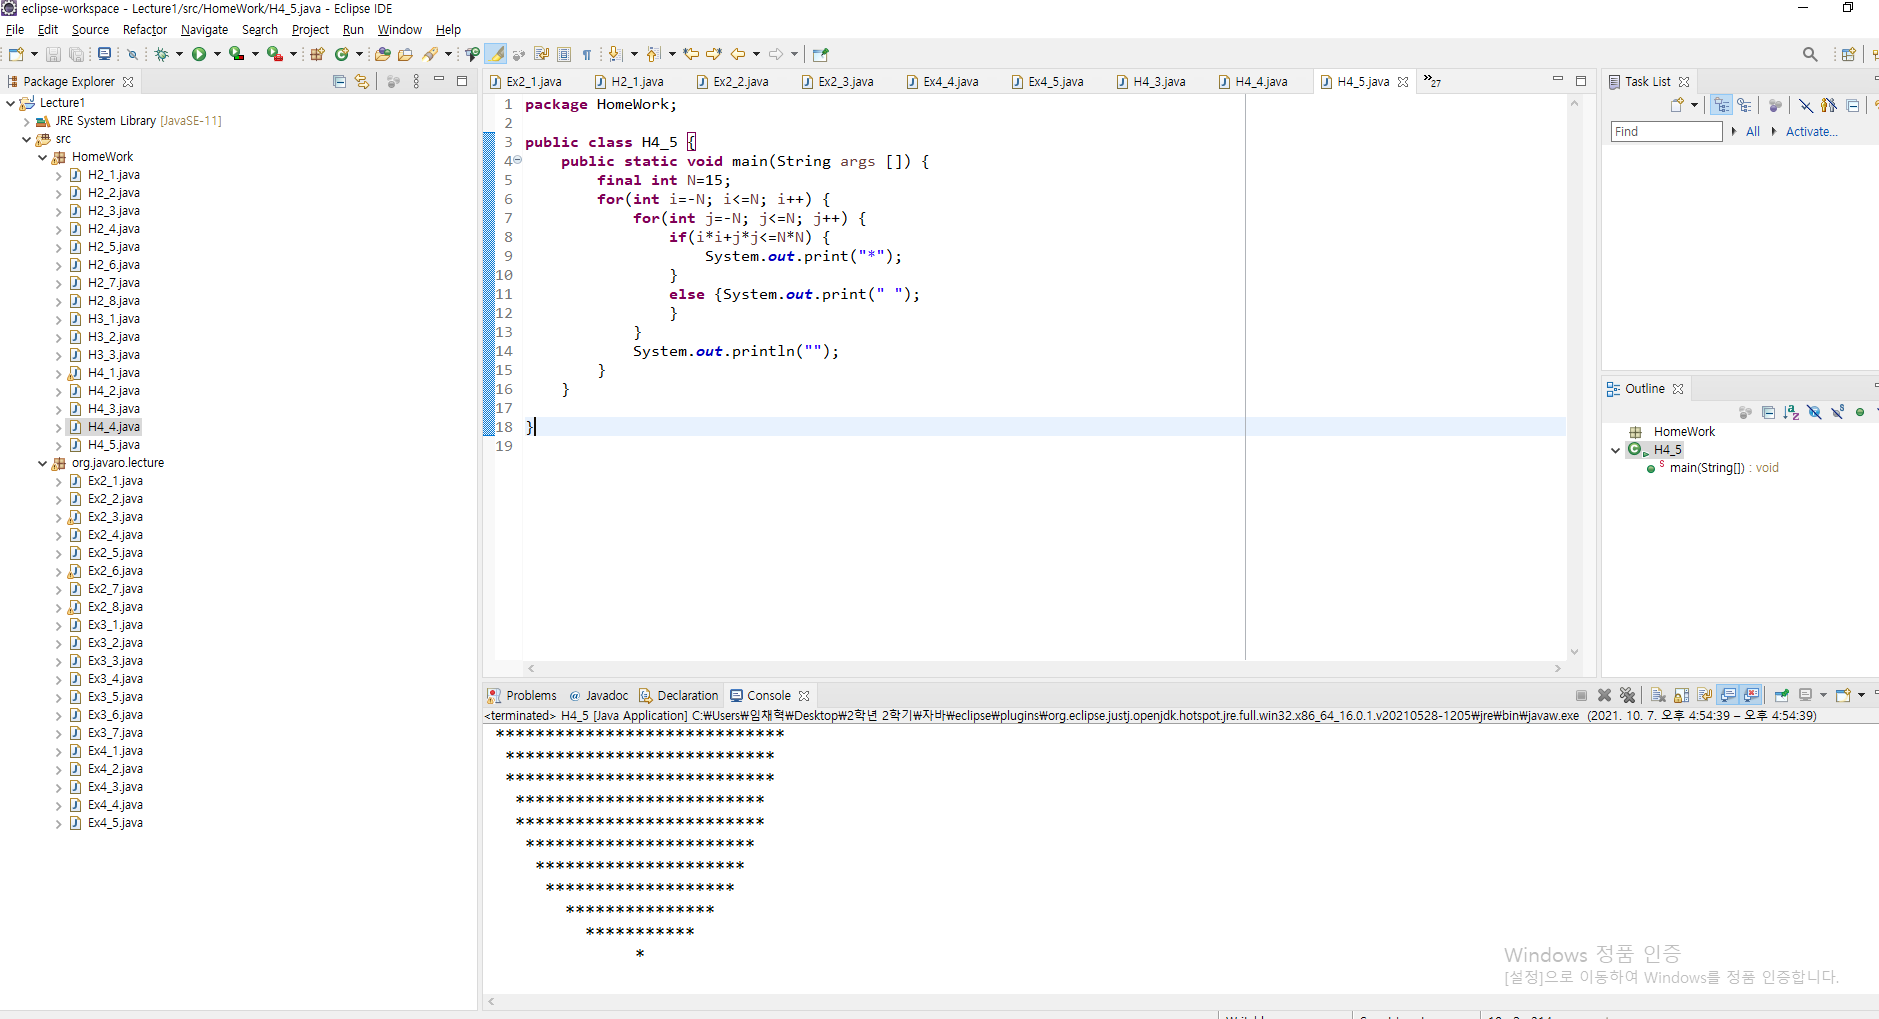 eclipse-workspace - Lecture1/src/HomeWork/H4_5.java - Eclipse IDE
File Edit Source Refactor Navigate Search Project Run Window Help
Package Explorer
Lecture1
JRE System Library [JavaSE-11]
src
HomeWork
H2_1.java
H2_2.java
H2_3.java
H2_4.java
H2_5.java
H2_6.java
H2_7.java
H2_8.java
H3_1.java
H3_2.java
H3_3.java
H4_1.java
H4_2.java
H4_3.java
H4_4.java
H4_5.java
org.javaro.lecture
Ex2_1.java
Ex2_2.java
Ex2_3.java
Ex2_4.java
Ex2_5.java
Ex2_6.java
Ex2_7.java
Ex2_8.java
Ex3_1.java
Ex3_2.java
Ex3_3.java
Ex3_4.java
Ex3_5.java
Ex3_6.java
Ex3_7.java
Ex4_1.java
Ex4_2.java
Ex4_3.java
Ex4_4.java
Ex4_5.java
Ex2_1.java H2_1.java Ex2_2.java Ex2_3.java Ex4_4.java Ex4_5.java H4_3.java H4_4.java H4_5.java »27
1 package HomeWork;
2
3 public class H4_5 {
4 public static void main(String args []) {
5 final int N=15;
6 for(int i=-N; i<=N; i++) {
7 for(int j=-N; j<=N; j++) {
8 if(i*i+j*j<=N*N) {
9 System.out.print("*");
10 }
11 else {System.out.print(" ");
12 }
13 }
14 System.out.println("");
15 }
16 }
17
18 }
19
Task List
Find All Activate...
Outline
HomeWork
H4_5
main(String[]) : void
Problems @ Javadoc Declaration Console
<terminated> H4_5 [Java Application] C:₩Users₩임채혁₩Desktop₩2학년 2학기₩자바₩eclipse₩plugins₩org.eclipse.justj.openjdk.hotspot.jre.full.win32.x86_64_16.0.1.v20210528-1205₩jre₩bin₩javaw.exe (2021. 10. 7. 오후 4:54:39 – 오후 4:54:39)
*****************************
***************************
***************************
*************************
*************************
***********************
*********************
*******************
***************
***********
*
Windows 정품 인증
[설정]으로 이동하여 Windows를 정품 인증합니다.